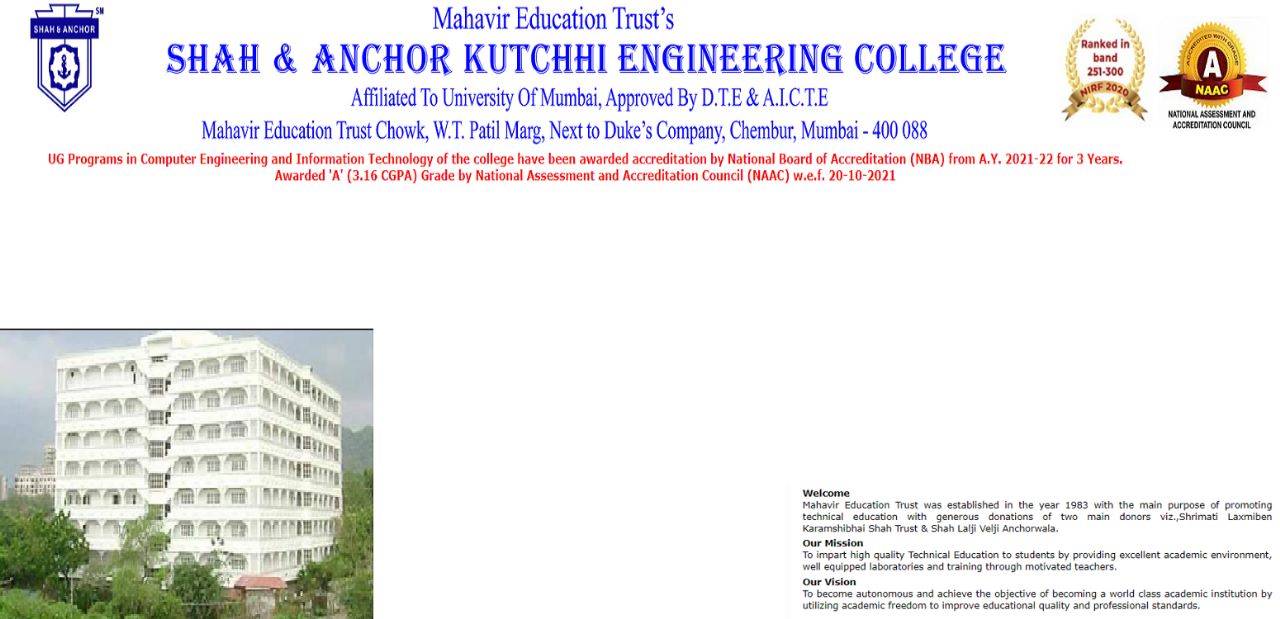 SM
SHAH & ANCHOR
Mahavir Education Trust's
SHAH & ANCHOR KUTCHHI ENGINEERING COLLEGE
Affiliated To University Of Mumbai, Approved By D.T.E & A.I.C.T.E
Mahavir Education Trust Chowk, W.T. Patil Marg, Next to Duke's Company, Chembur, Mumbai - 400 088
Ranked in
band
251-300
NIRF 2020
ACCREDITED WITH GRADE
A
NAAC
NATIONAL ASSESSMENT AND
ACCREDITATION COUNCIL
UG Programs in Computer Engineering and Information Technology of the college have been awarded accreditation by National Board of Accreditation (NBA) from A.Y. 2021-22 for 3 Years.
Awarded 'A' (3.16 CGPA) Grade by National Assessment and Accreditation Council (NAAC) w.e.f. 20-10-2021
Welcome
Mahavir Education Trust was established in the year 1983 with the main purpose of promoting
technical education with generous donations of two main donors viz.,Shrimati Laxmiben
Karamshibhai Shah Trust & Shah Lalji Velji Anchorwala.
Our Mission
To impart high quality Technical Education to students by providing excellent academic environment,
well equipped laboratories and training through motivated teachers.
Our Vision
To become autonomous and achieve the objective of becoming a world class academic institution by
utilizing academic freedom to improve educational quality and professional standards.